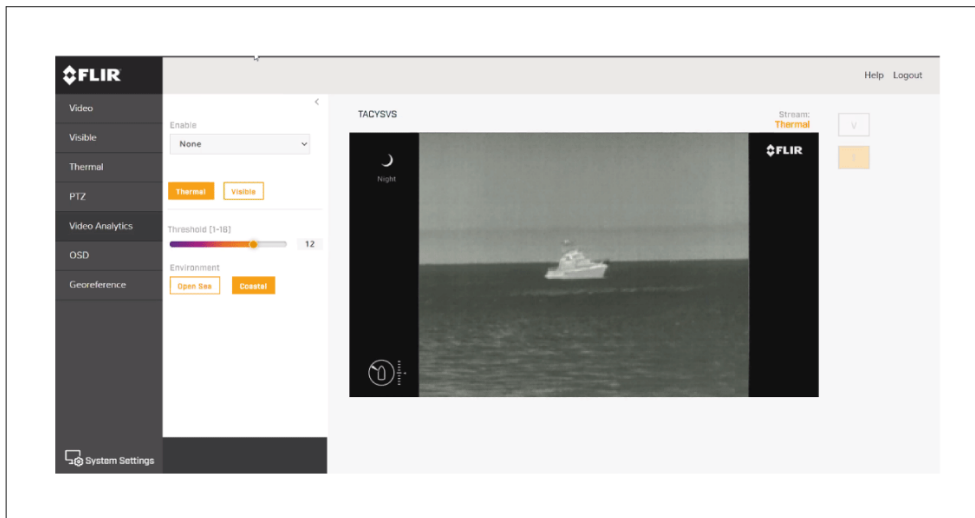 FLIR
Help Logout
Video
Visible
Thermal
PTZ
Video Analytics
OSD
Georeference
System Settings
<
Enable
None
Thermal Visible
Threshold [1-16]
12
Environment
Open Sea Coastal
TACYSVS
Stream:
Thermal
V
Night
FLIR